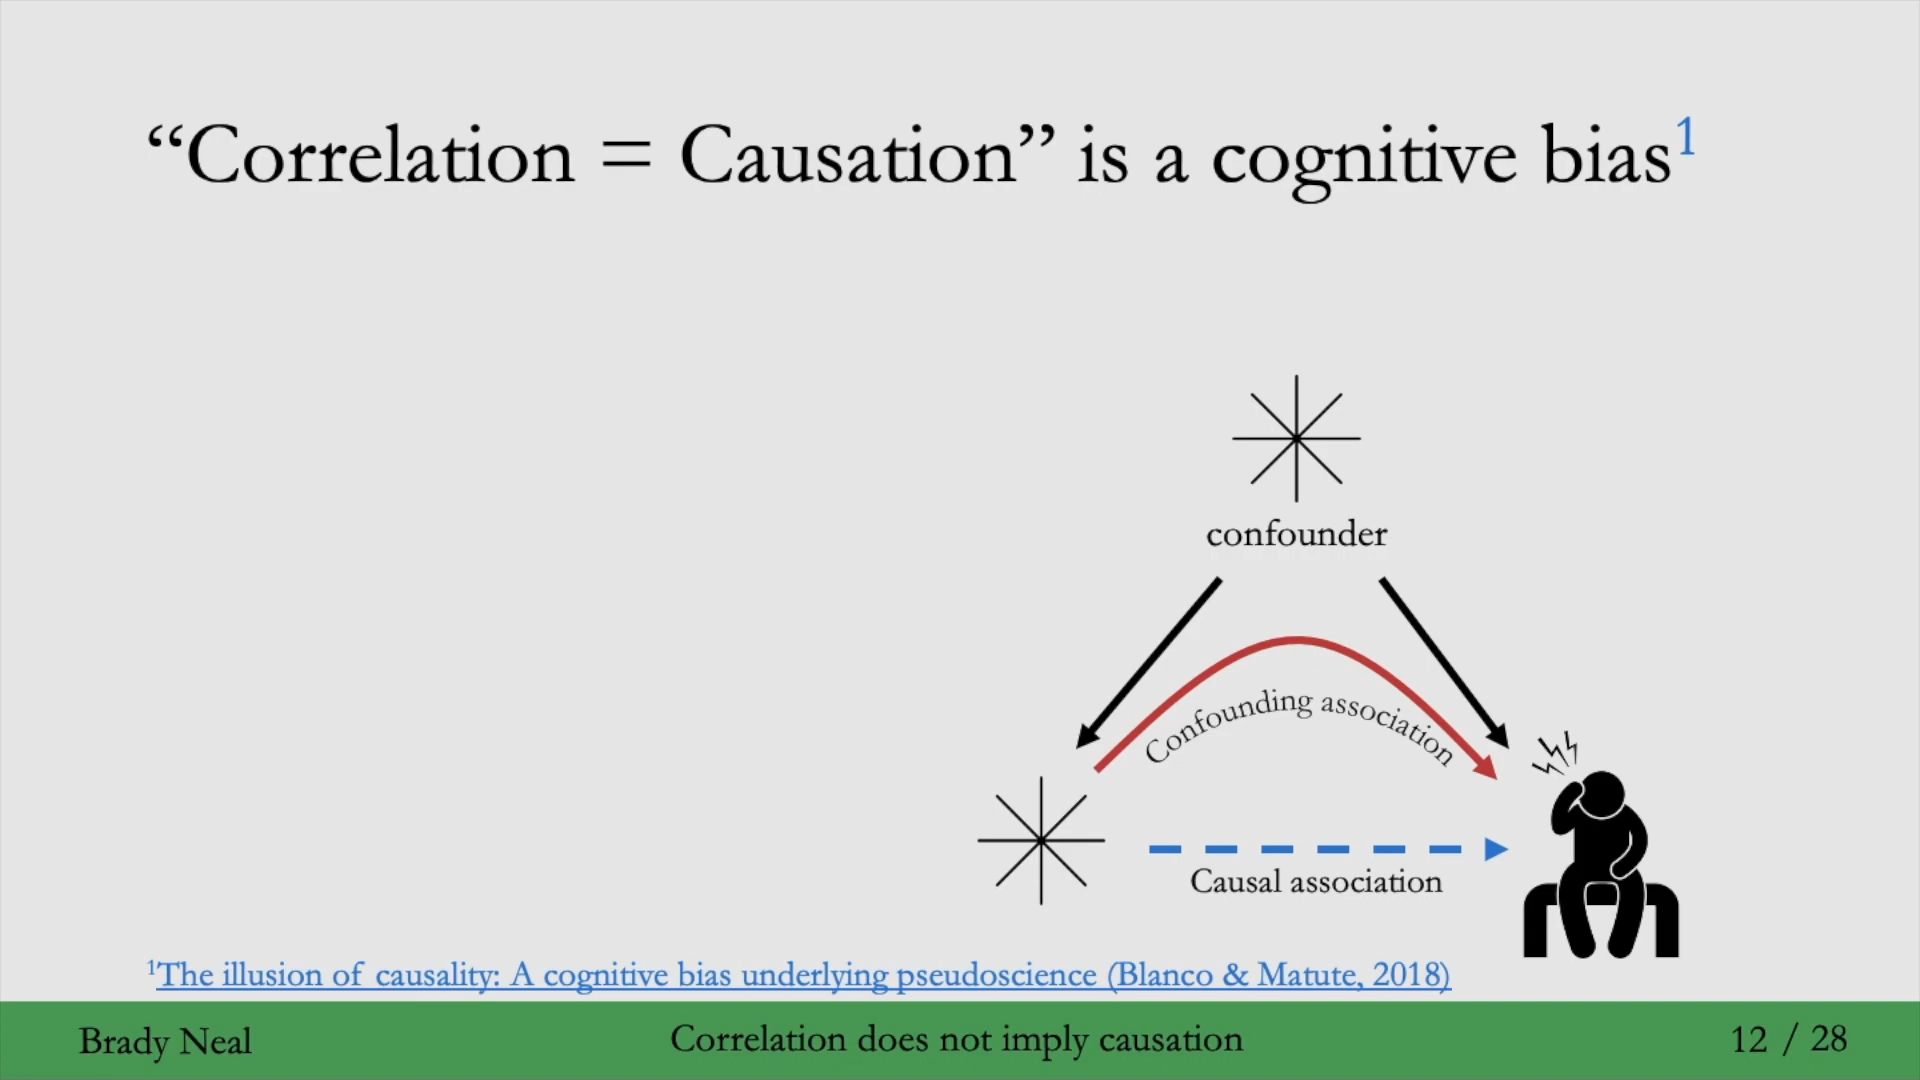 “Correlation = Causation” is a cognitive bias¹
confounder
Confounding association
Causal association
¹The illusion of causality: A cognitive bias underlying pseudoscience (Blanco & Matute, 2018)
Brady Neal
Correlation does not imply causation
12 / 28